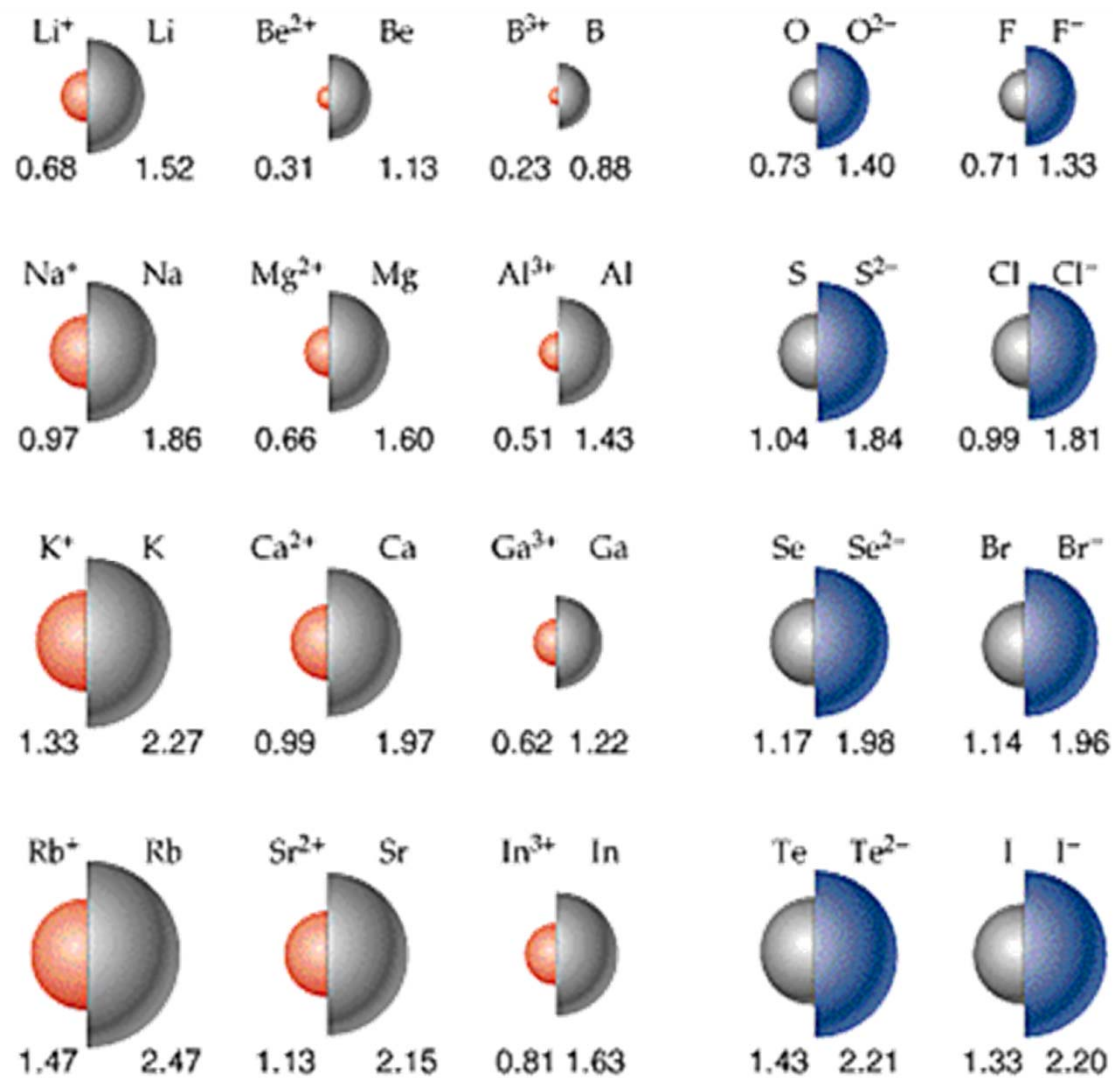 Li⁺ Li Be²⁺ Be B³⁺ B O O²⁻ F F⁻
0.68 1.52 0.31 1.13 0.23 0.88 0.73 1.40 0.71 1.33
Na⁺ Na Mg²⁺ Mg Al³⁺ Al S S²⁻ Cl Cl⁻
0.97 1.86 0.66 1.60 0.51 1.43 1.04 1.84 0.99 1.81
K⁺ K Ca²⁺ Ca Ga³⁺ Ga Se Se²⁻ Br Br⁻
1.33 2.27 0.99 1.97 0.62 1.22 1.17 1.98 1.14 1.96
Rb⁺ Rb Sr²⁺ Sr In³⁺ In Te Te²⁻ I I⁻
1.47 2.47 1.13 2.15 0.81 1.63 1.43 2.21 1.33 2.20